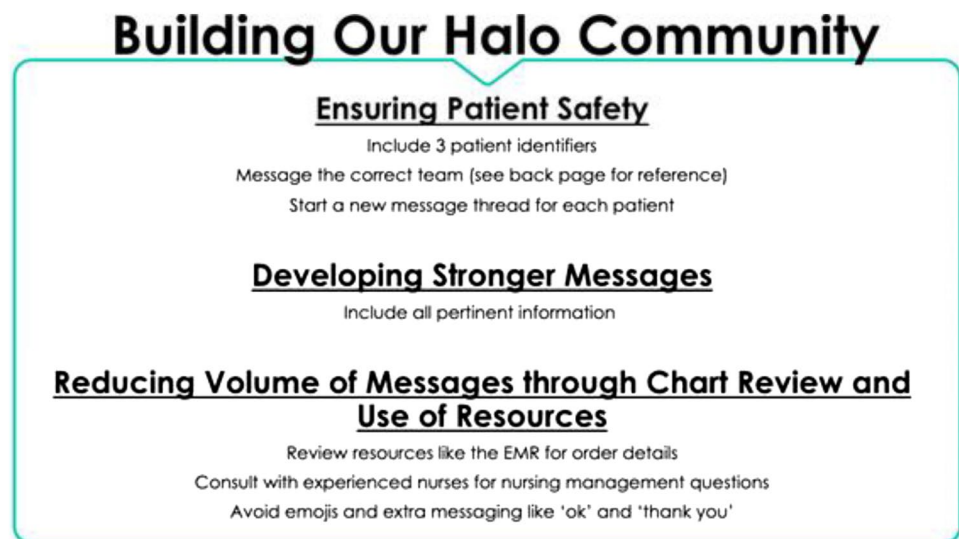 Building Our Halo Community
Ensuring Patient Safety
Include 3 patient identifiers
Message the correct team (see back page for reference)
Start a new message thread for each patient
Developing Stronger Messages
Include all pertinent information
Reducing Volume of Messages through Chart Review and
Use of Resources
Review resources like the EMR for order details
Consult with experienced nurses for nursing management questions
Avoid emojis and extra messaging like ‘ok’ and ‘thank you’